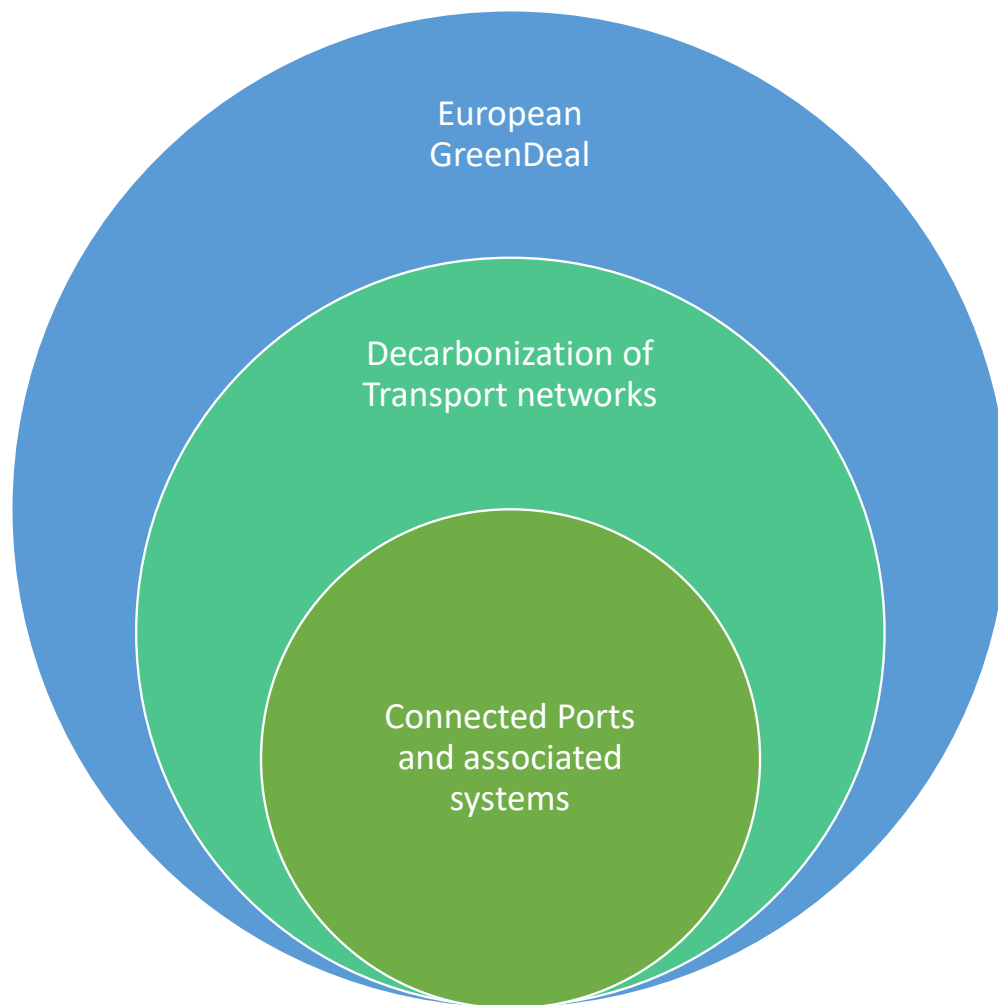 European
GreenDeal
Decarbonization of
Transport networks
Connected Ports
and associated
systems